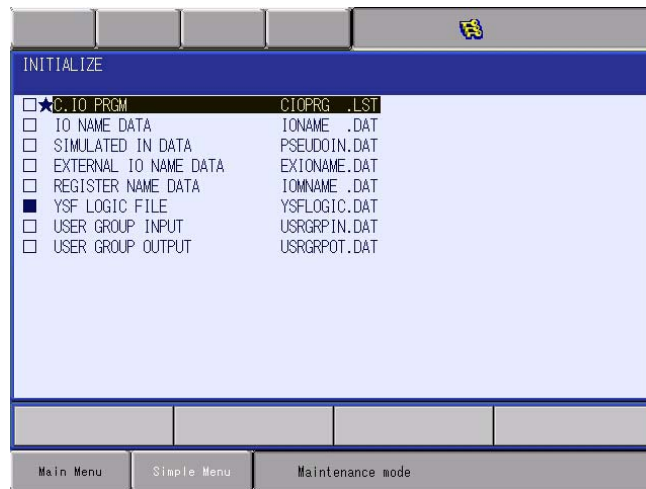 INITIALIZE
C.IO PRGM CIOPRG .LST
IO NAME DATA IONAME .DAT
SIMULATED IN DATA PSEUDOIN.DAT
EXTERNAL IO NAME DATA EXIONAME.DAT
REGISTER NAME DATA IOMNAME .DAT
YSF LOGIC FILE YSFLOGIC.DAT
USER GROUP INPUT USRGRPIN.DAT
USER GROUP OUTPUT USRGRPOT.DAT
Main Menu Simple Menu Maintenance mode